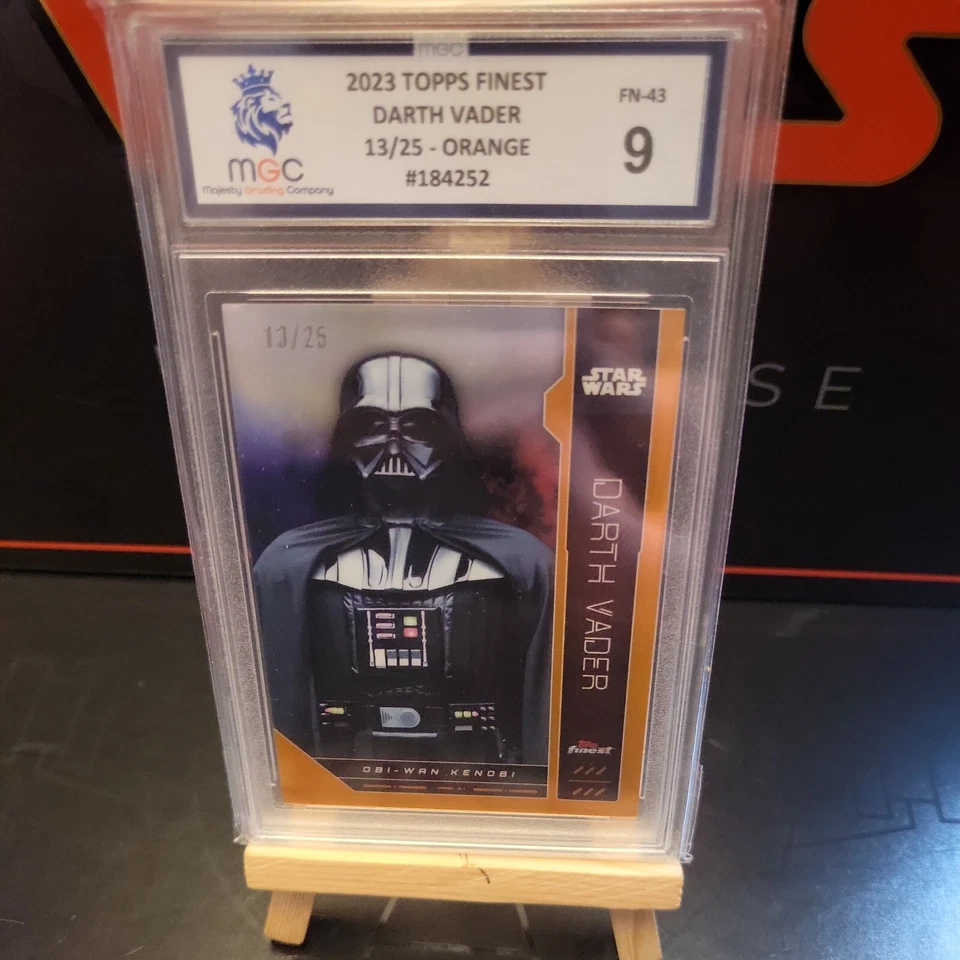 MGC
2023 TOPPS FINEST
DARTH VADER
13/25 - ORANGE
#184252
FN-43
9
MGC
Majesty Grading Company
13/25
STAR
WARS
DARTH VADER
Topps
finest
OBI-WAN KENOBI
S E